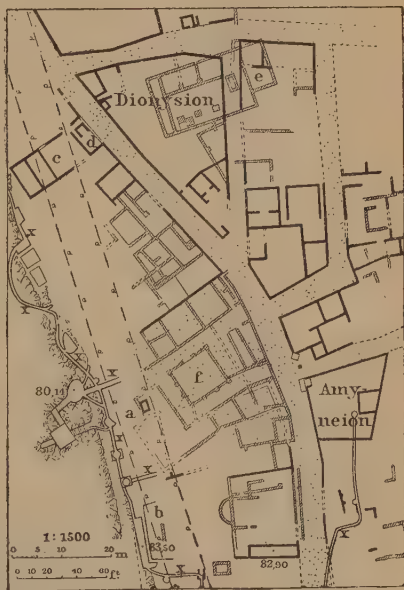 e
Dionysion
d
c
x
x
f
80,11
x
Amy-
neion
a
x
x
b
1:1500
83,50
x
82,90
0 5 10 20 m
0 10 20 40 60 ft
x